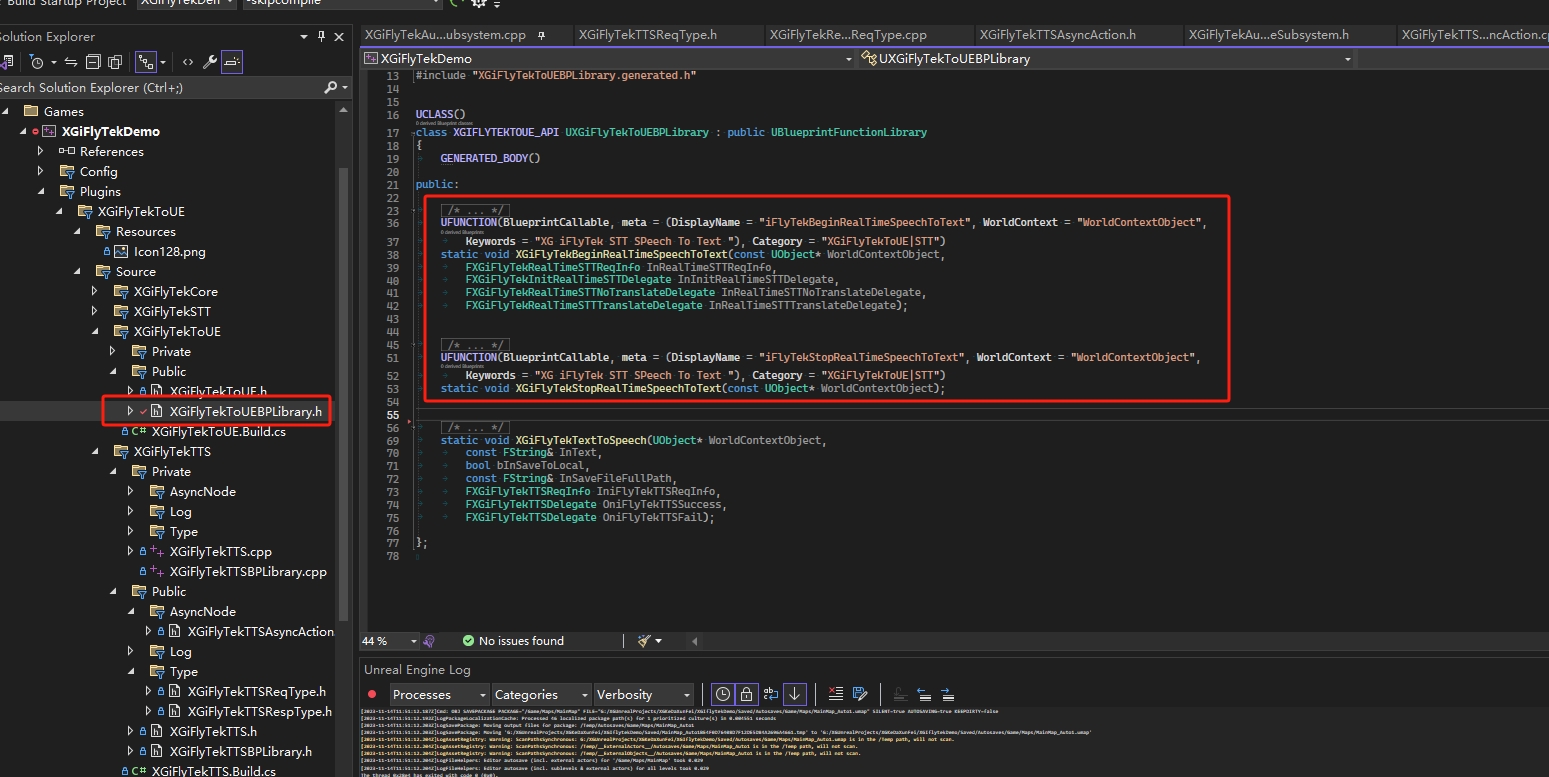 Build Startup Project
-skipcompile
Solution Explorer
Search Solution Explorer (Ctrl+;)
Games
XGiFlyTekDemo
References
Config
Plugins
XGiFlyTekToUE
Resources
Icon128.png
Source
XGiFlyTekCore
XGiFlyTekSTT
XGiFlyTekToUE
Private
Public
XGiFlyTekToUE.h
XGiFlyTekToUEBPLibrary.h
C# XGiFlyTekToUE.Build.cs
XGiFlyTekTTS
Private
AsyncNode
Log
Type
XGiFlyTekTTS.cpp
XGiFlyTekTTSBPLibrary.cpp
Public
AsyncNode
XGiFlyTekTTSAsyncAction
Log
Type
XGiFlyTekTTSReqType.h
XGiFlyTekTTSRespType.h
XGiFlyTekTTS.h
XGiFlyTekTTSBPLibrary.h
C# XGiFlyTekTTS.Build.cs
XGiFlyTekAu...ubsystem.cpp
XGiFlyTekTTSReqType.h
XGiFlyTekRe...ReqType.cpp
XGiFlyTekTTSAsyncAction.h
XGiFlyTekAu...eSubsystem.h
XGiFlyTekTTS...ncAction.cp
XGiFlyTekDemo
UXGiFlyTekToUEBPLibrary
13 #include "XGiFlyTekToUEBPLibrary.generated.h"
14
15
16 UCLASS()
0 derived Blueprint classes
17 class XGIFLYTEKTOUE_API UXGiFlyTekToUEBPLibrary : public UBlueprintFunctionLibrary
18 {
19 GENERATED_BODY()
20
21 public:
22
23 /* ... */
36 UFUNCTION(BlueprintCallable, meta = (DisplayName = "iFlyTekBeginRealTimeSpeechToText", WorldContext = "WorldContextObject",
0 derived Blueprints
37 Keywords = "XG iFlyTek STT SPeech To Text "), Category = "XGiFlyTekToUE|STT")
38 static void XGiFlyTekBeginRealTimeSpeechToText(const UObject* WorldContextObject,
39 FXGiFlyTekRealTimeSTTReqInfo InRealTimeSTTReqInfo,
40 FXGiFlyTekInitRealTimeSTTDelegate InInitRealTimeSTTDelegate,
41 FXGiFlyTekRealTimeSTTNoTranslateDelegate InRealTimeSTTNoTranslateDelegate,
42 FXGiFlyTekRealTimeSTTTranslateDelegate InRealTimeSTTTranslateDelegate);
43
44
45 /* ... */
51 UFUNCTION(BlueprintCallable, meta = (DisplayName = "iFlyTekStopRealTimeSpeechToText", WorldContext = "WorldContextObject",
0 derived Blueprints
52 Keywords = "XG iFlyTek STT SPeech To Text "), Category = "XGiFlyTekToUE|STT")
53 static void XGiFlyTekStopRealTimeSpeechToText(const UObject* WorldContextObject);
54
55
56 /* ... */
69 static void XGiFlyTekTextToSpeech(UObject* WorldContextObject,
70 const FString& InText,
71 bool bInSaveToLocal,
72 const FString& InSaveFileFullPath,
73 FXGiFlyTekTTSReqInfo IniFlyTekTTSReqInfo,
74 FXGiFlyTekTTSDelegate OniFlyTekTTSSuccess,
75 FXGiFlyTekTTSDelegate OniFlyTekTTSFail);
76
77 };
78
44 %
No issues found
Unreal Engine Log
Processes
Categories
Verbosity